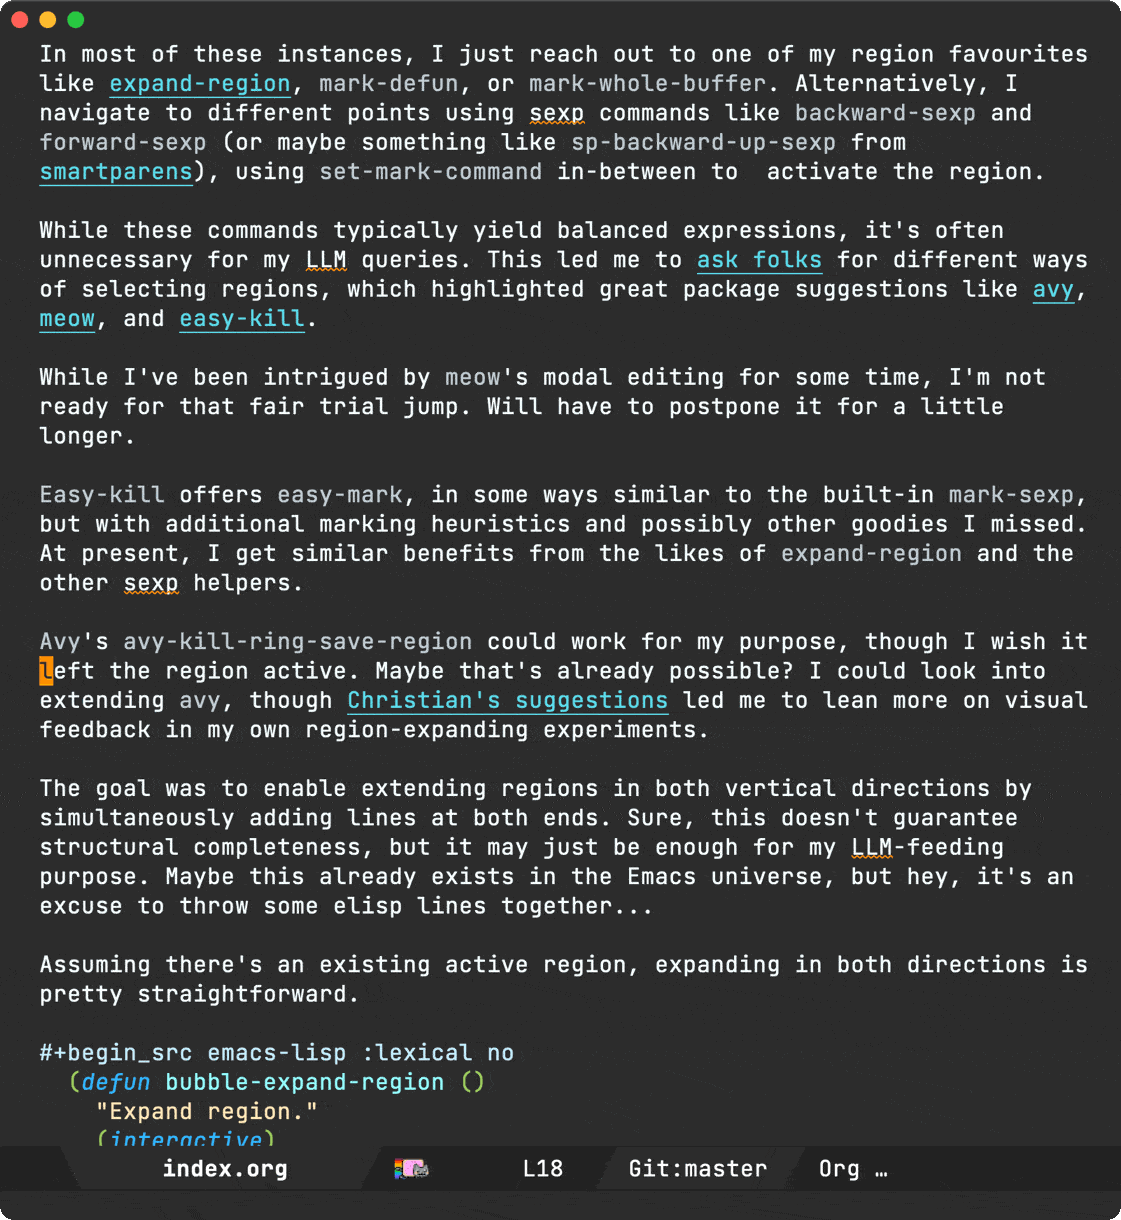 In most of these instances, I just reach out to one of my region favourites
like expand-region, mark-defun, or mark-whole-buffer. Alternatively, I
navigate to different points using sexp commands like backward-sexp and
forward-sexp (or maybe something like sp-backward-up-sexp from
smartparens), using set-mark-command in-between to  activate the region.
While these commands typically yield balanced expressions, it's often
unnecessary for my LLM queries. This led me to ask folks for different ways
of selecting regions, which highlighted great package suggestions like avy,
meow, and easy-kill.
While I've been intrigued by meow's modal editing for some time, I'm not
ready for that fair trial jump. Will have to postpone it for a little
longer.
Easy-kill offers easy-mark, in some ways similar to the built-in mark-sexp,
but with additional marking heuristics and possibly other goodies I missed.
At present, I get similar benefits from the likes of expand-region and the
other sexp helpers.
Avy's avy-kill-ring-save-region could work for my purpose, though I wish it
left the region active. Maybe that's already possible? I could look into
extending avy, though Christian's suggestions led me to lean more on visual
feedback in my own region-expanding experiments.
The goal was to enable extending regions in both vertical directions by
simultaneously adding lines at both ends. Sure, this doesn't guarantee
structural completeness, but it may just be enough for my LLM-feeding
purpose. Maybe this already exists in the Emacs universe, but hey, it's an
excuse to throw some elisp lines together...
Assuming there's an existing active region, expanding in both directions is
pretty straightforward.
#+begin_src emacs-lisp :lexical no
(defun bubble-expand-region ()
"Expand region."
(interactive)
index.org L18 Git:master Org …